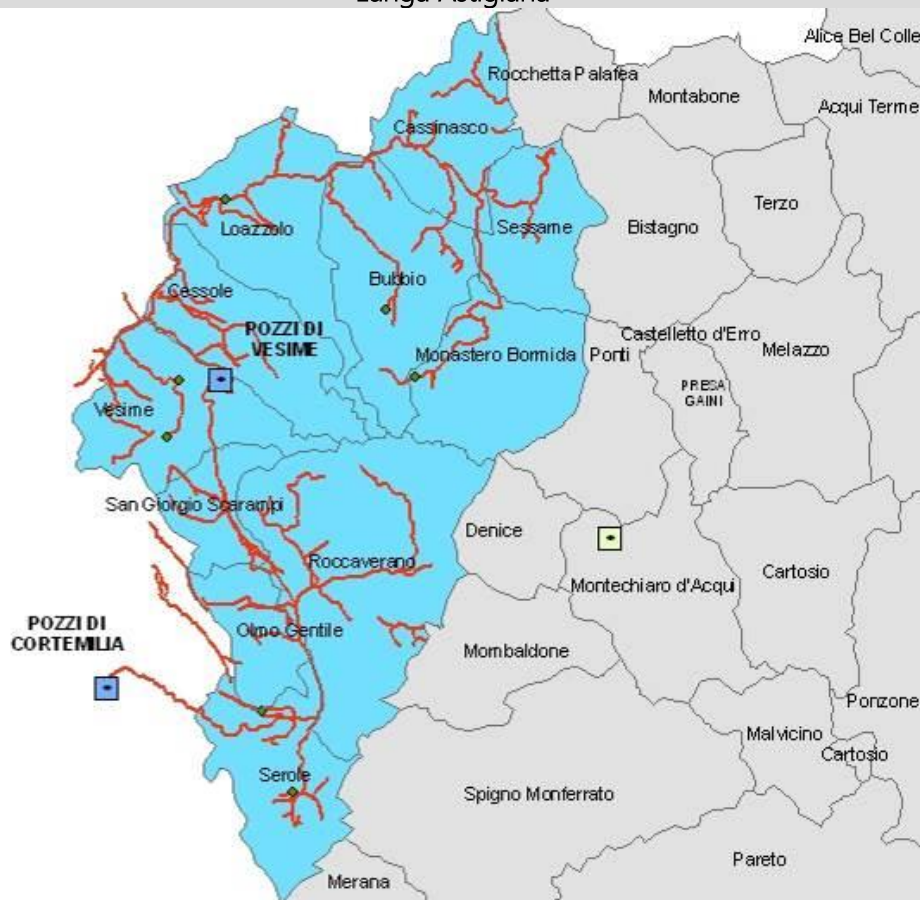 Langa Astigiana
Alice Bel Colle
Rocchetta Palafea
Montabone
Acqui Terme
Cassinasco
Terzo
Loazzolo
Sessame
Bistagno
Bubbio
Cessole
POZZI DI
VESIME
Castelletto d'Erro
Monastero Bormida
Ponti
Melazzo
PRESA
GAINI
Vesime
San Giorgio Scarampi
Denice
Roccaverano
Montechiaro d'Acqui
Cartosio
POZZI DI
CORTEMILIA
Olmo Gentile
Mombaldone
Ponzone
Malvicino
Cartosio
Serole
Spigno Monferrato
Pareto
Merana